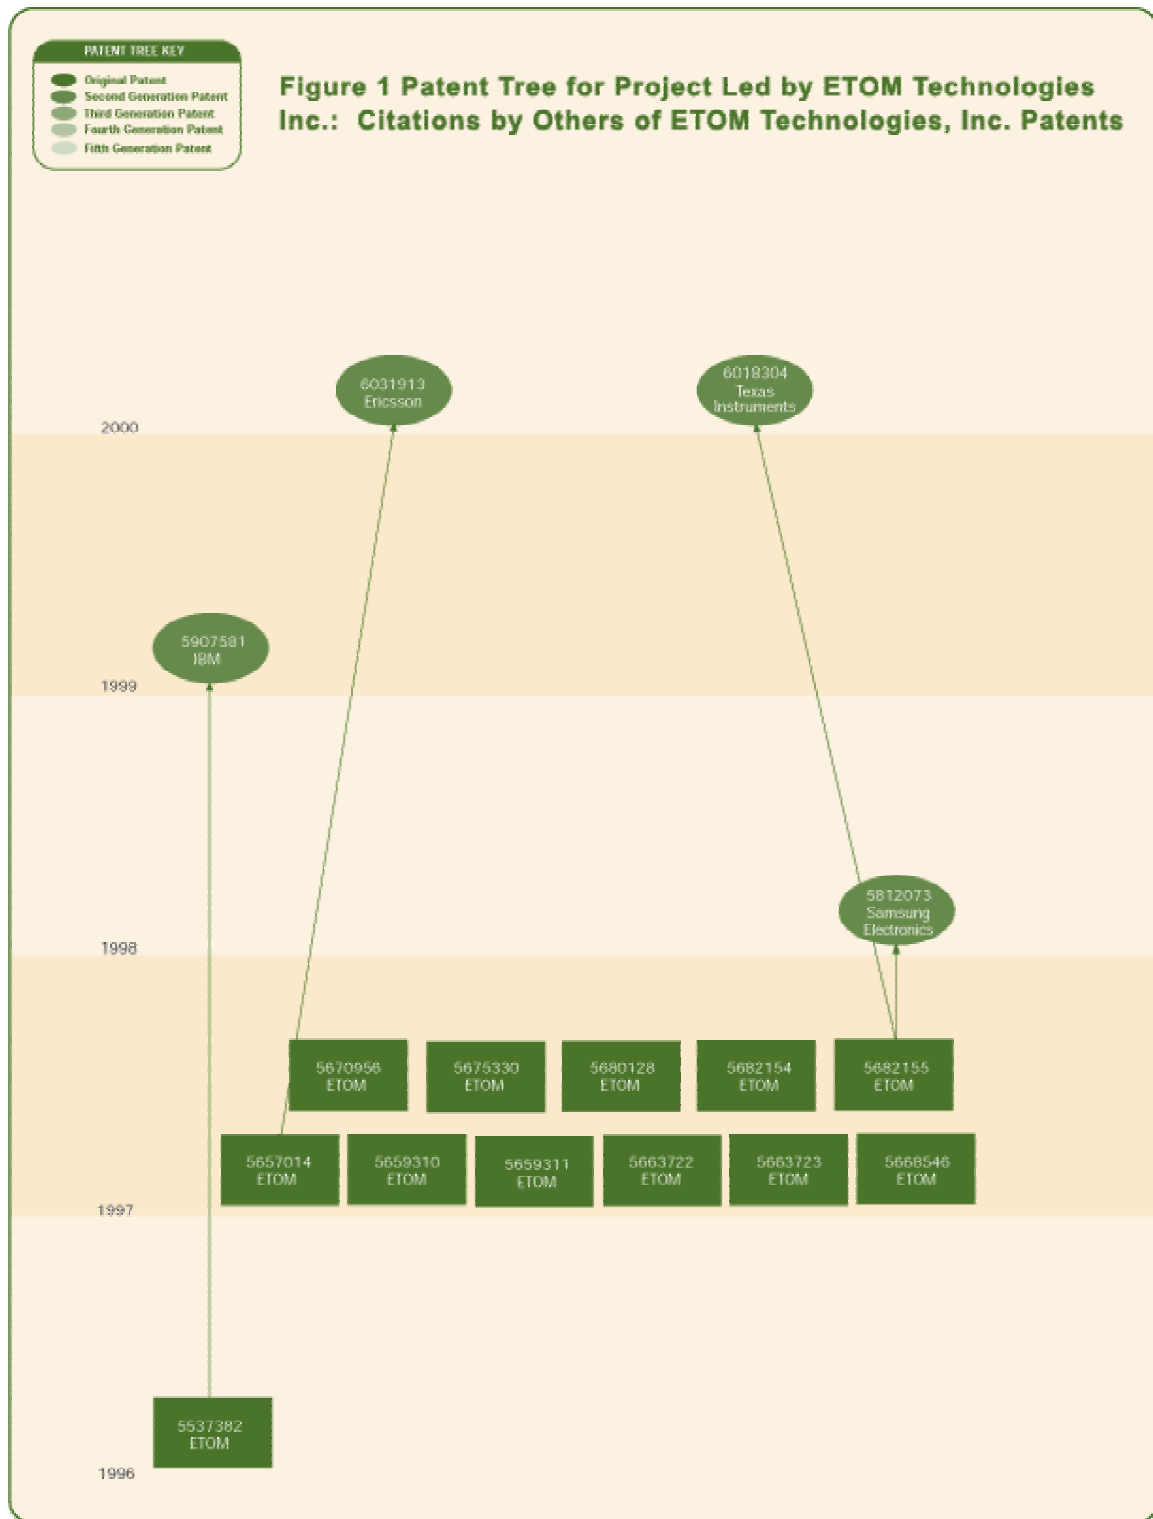 PATENT TREE KEY
Original Patent
Second Generation Patent
Third Generation Patent
Fourth Generation Patent
Fifth Generation Patent
Figure 1 Patent Tree for Project Led by ETOM Technologies
Inc.: Citations by Others of ETOM Technologies, Inc. Patents
6031913
Ericsson
6018304
Texas
Instruments
2000
5907581
IBM
1999
5812073
Samsung
Electronics
1998
5670956
ETOM
5675330
ETOM
5680128
ETOM
5682154
ETOM
5682155
ETOM
5657014
ETOM
5659310
ETOM
5659311
ETOM
5663722
ETOM
5663723
ETOM
5668546
ETOM
1997
5537382
ETOM
1996